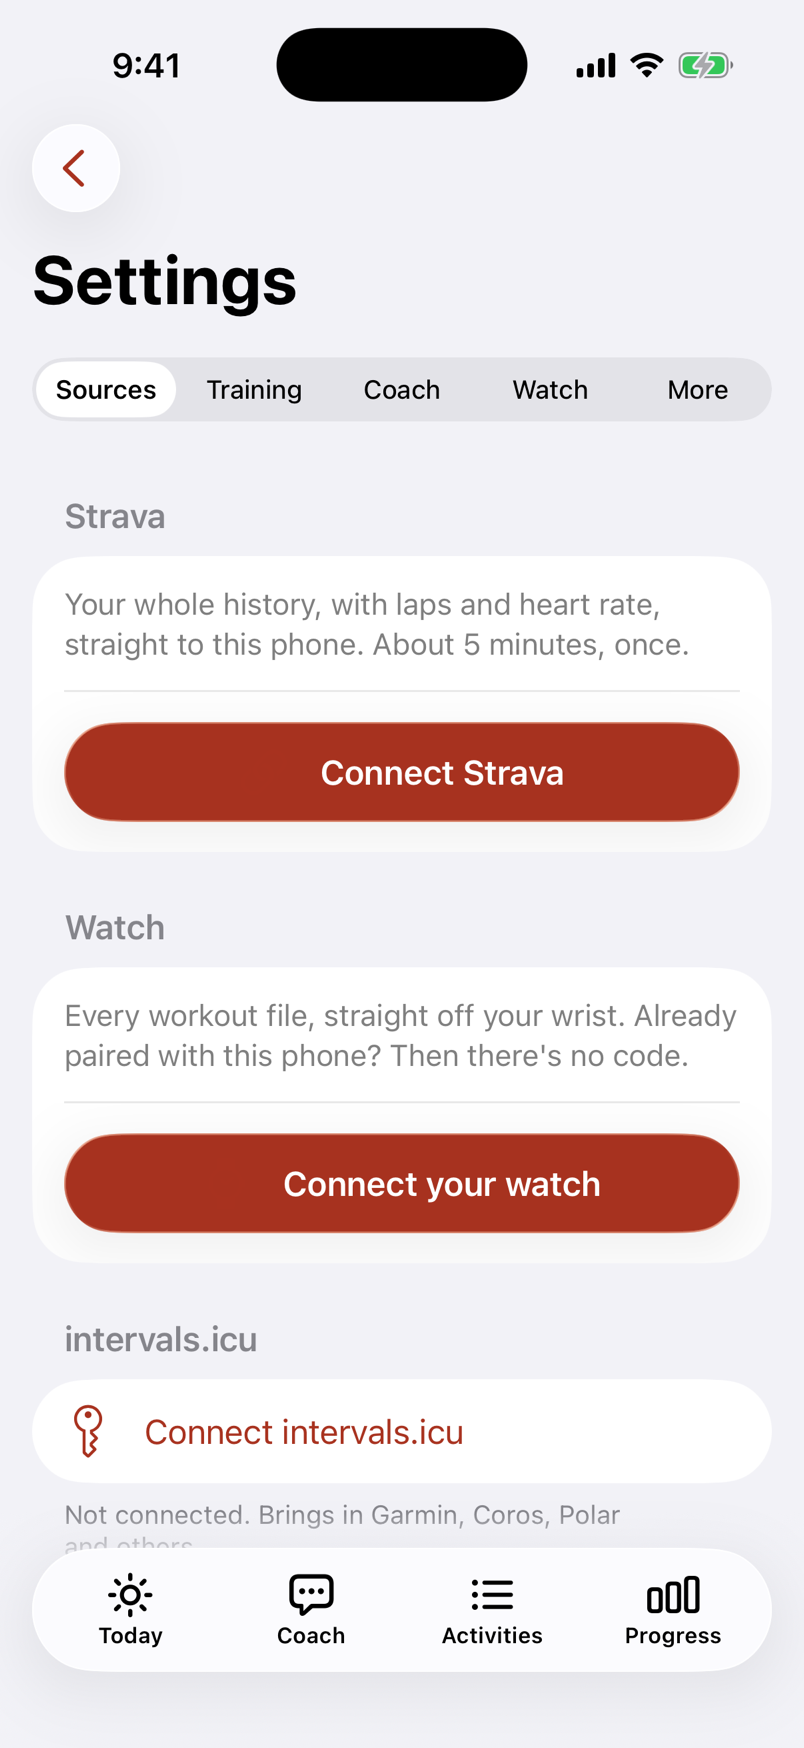 9:41
Settings
Sources
Training
Coach
Watch
More
Strava
Your whole history, with laps and heart rate,
straight to this phone. About 5 minutes, once.
Connect Strava
Watch
Every workout file, straight off your wrist. Already
paired with this phone? Then there's no code.
Connect your watch
intervals.icu
Connect intervals.icu
Not connected. Brings in Garmin, Coros, Polar
and others
Today
Coach
Activities
Progress